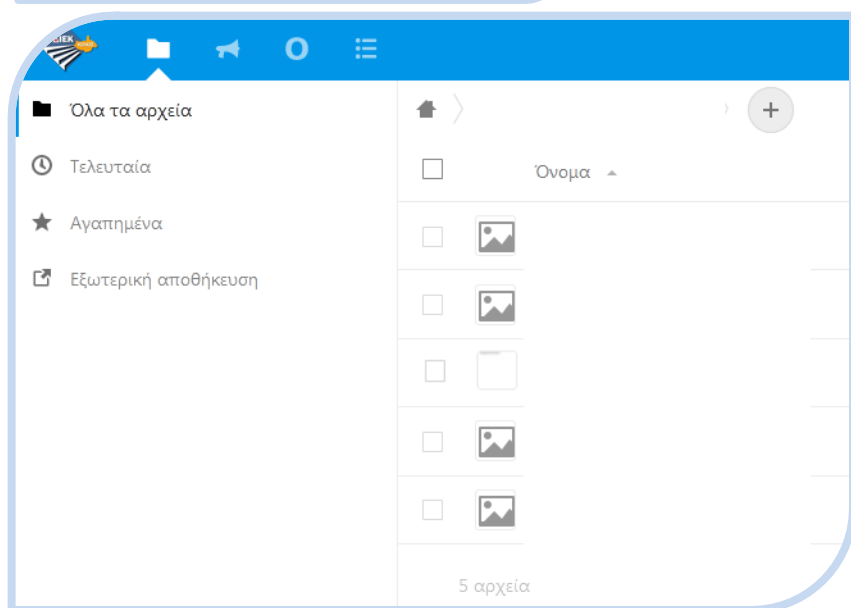 Όλα τα αρχεία
Τελευταία
Αγαπημένα
Εξωτερική αποθήκευση
Όνομα
5 αρχεία